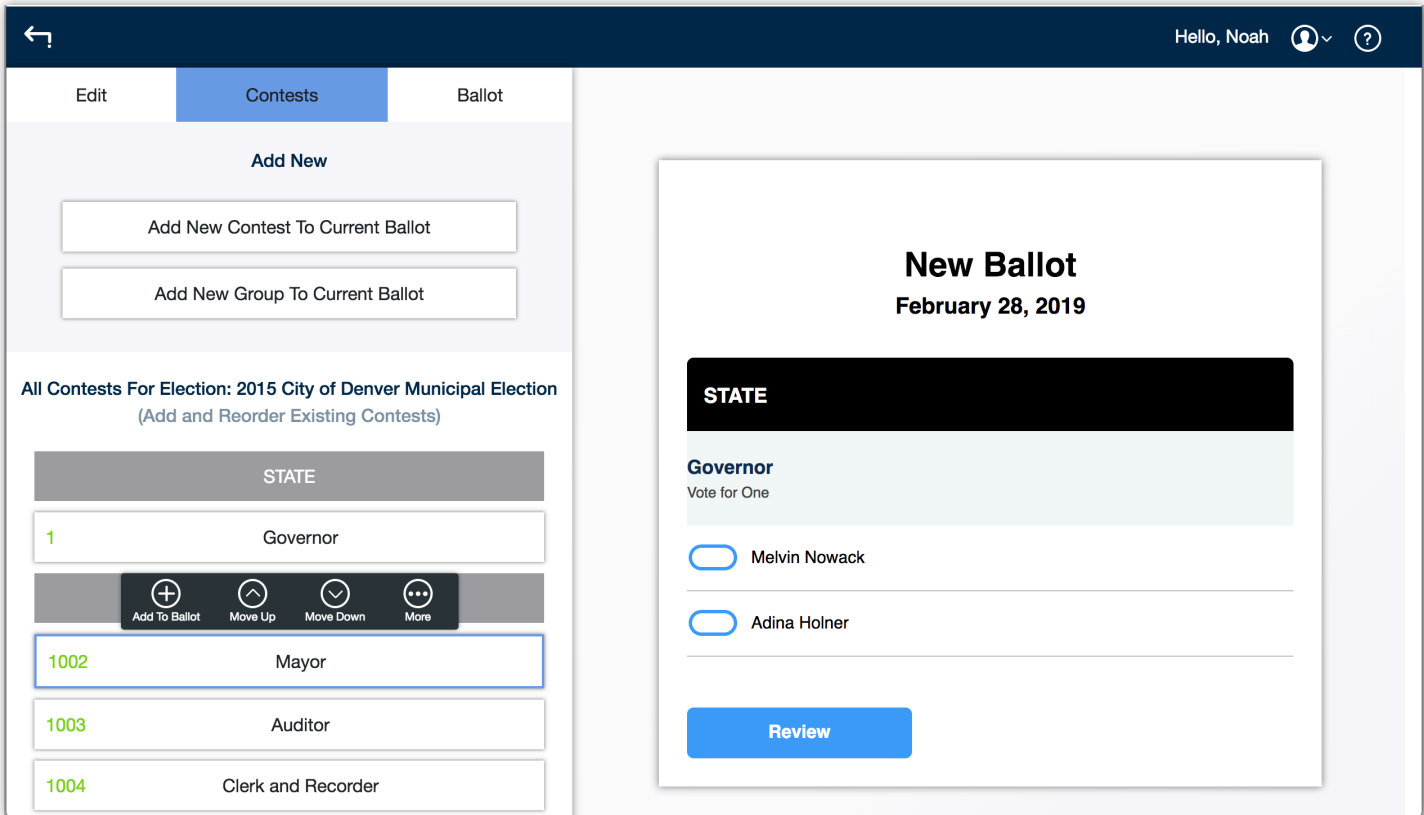 Hello, Noah
?
Edit
Contests
Ballot
Add New
Add New Contest To Current Ballot
Add New Group To Current Ballot
All Contests For Election: 2015 City of Denver Municipal Election
(Add and Reorder Existing Contests)
STATE
1 Governor
Add To Ballot
Move Up
Move Down
More
1002 Mayor
1003 Auditor
1004 Clerk and Recorder
New Ballot
February 28, 2019
STATE
Governor
Vote for One
Melvin Nowack
Adina Holner
Review